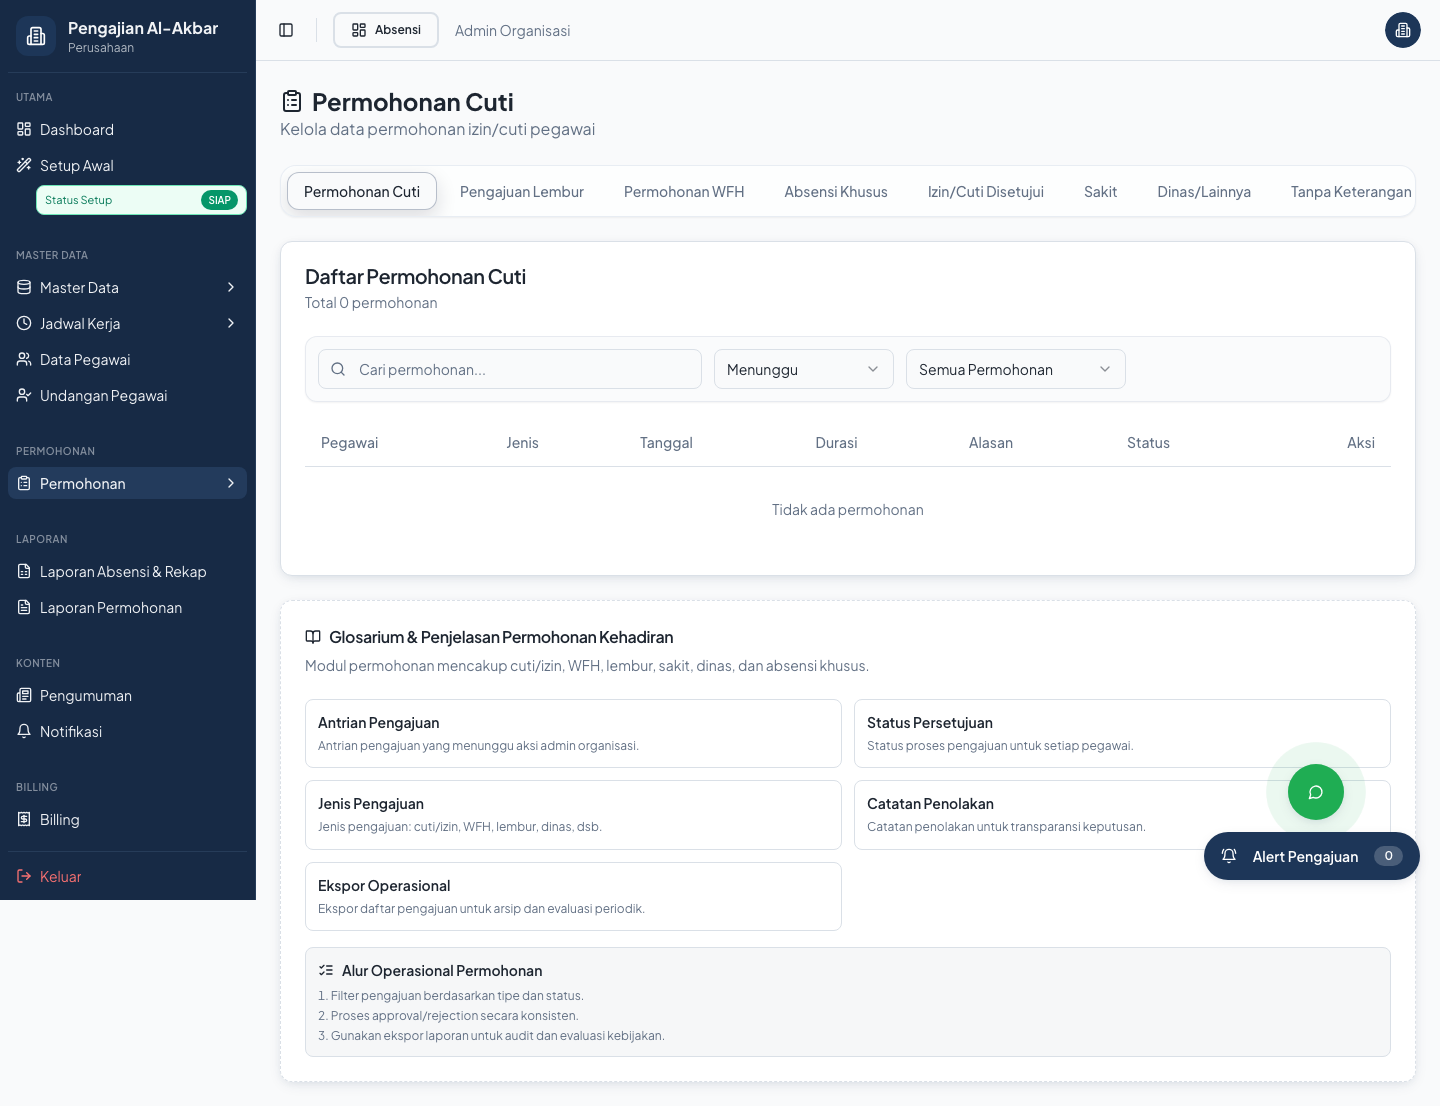 Pengajian Al-Akbar
Perusahaan
UTAMA
Dashboard
Setup Awal
Status Setup SIAP
MASTER DATA
Master Data
Jadwal Kerja
Data Pegawai
Undangan Pegawai
PERMOHONAN
Permohonan
LAPORAN
Laporan Absensi & Rekap
Laporan Permohonan
KONTEN
Pengumuman
Notifikasi
BILLING
Billing
Keluar
Absensi Admin Organisasi
Permohonan Cuti
Kelola data permohonan izin/cuti pegawai
Permohonan Cuti Pengajuan Lembur Permohonan WFH Absensi Khusus Izin/Cuti Disetujui Sakit Dinas/Lainnya Tanpa Keterangan
Daftar Permohonan Cuti
Total 0 permohonan
Cari permohonan... Menunggu Semua Permohonan
Pegawai Jenis Tanggal Durasi Alasan Status Aksi
Tidak ada permohonan
Glosarium & Penjelasan Permohonan Kehadiran
Modul permohonan mencakup cuti/izin, WFH, lembur, sakit, dinas, dan absensi khusus.
Antrian Pengajuan
Antrian pengajuan yang menunggu aksi admin organisasi.
Status Persetujuan
Status proses pengajuan untuk setiap pegawai.
Jenis Pengajuan
Jenis pengajuan: cuti/izin, WFH, lembur, dinas, dsb.
Catatan Penolakan
Catatan penolakan untuk transparansi keputusan.
Alert Pengajuan 0
Ekspor Operasional
Ekspor daftar pengajuan untuk arsip dan evaluasi periodik.
Alur Operasional Permohonan
1. Filter pengajuan berdasarkan tipe dan status.
2. Proses approval/rejection secara konsisten.
3. Gunakan ekspor laporan untuk audit dan evaluasi kebijakan.